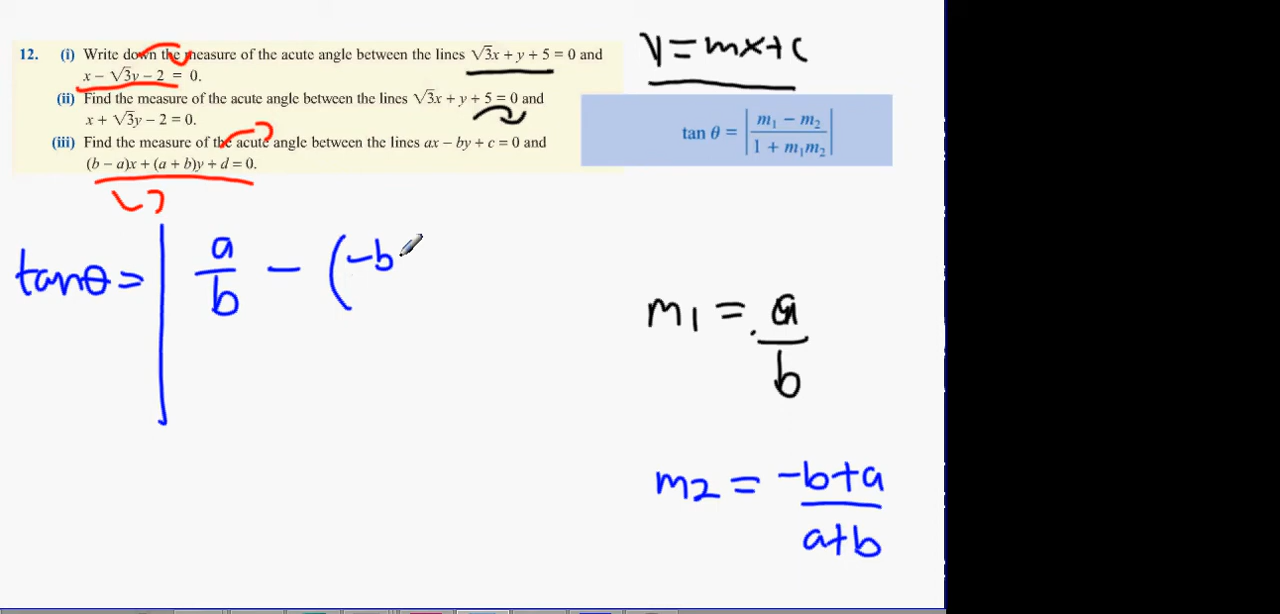 12. (i) Write down the measure of the acute angle between the lines √3x + y + 5 = 0 and
x − √3y − 2 = 0.
(ii) Find the measure of the acute angle between the lines √3x + y + 5 = 0 and
x + √3y − 2 = 0.
(iii) Find the measure of the acute angle between the lines ax − by + c = 0 and
(b − a)x + (a + b)y + d = 0.
y = mx + c
tan θ = | m₁ − m₂ / 1 + m₁m₂ |
tanθ = | a/b − (−b
m1 = a/b
m2 = −b+a / a+b